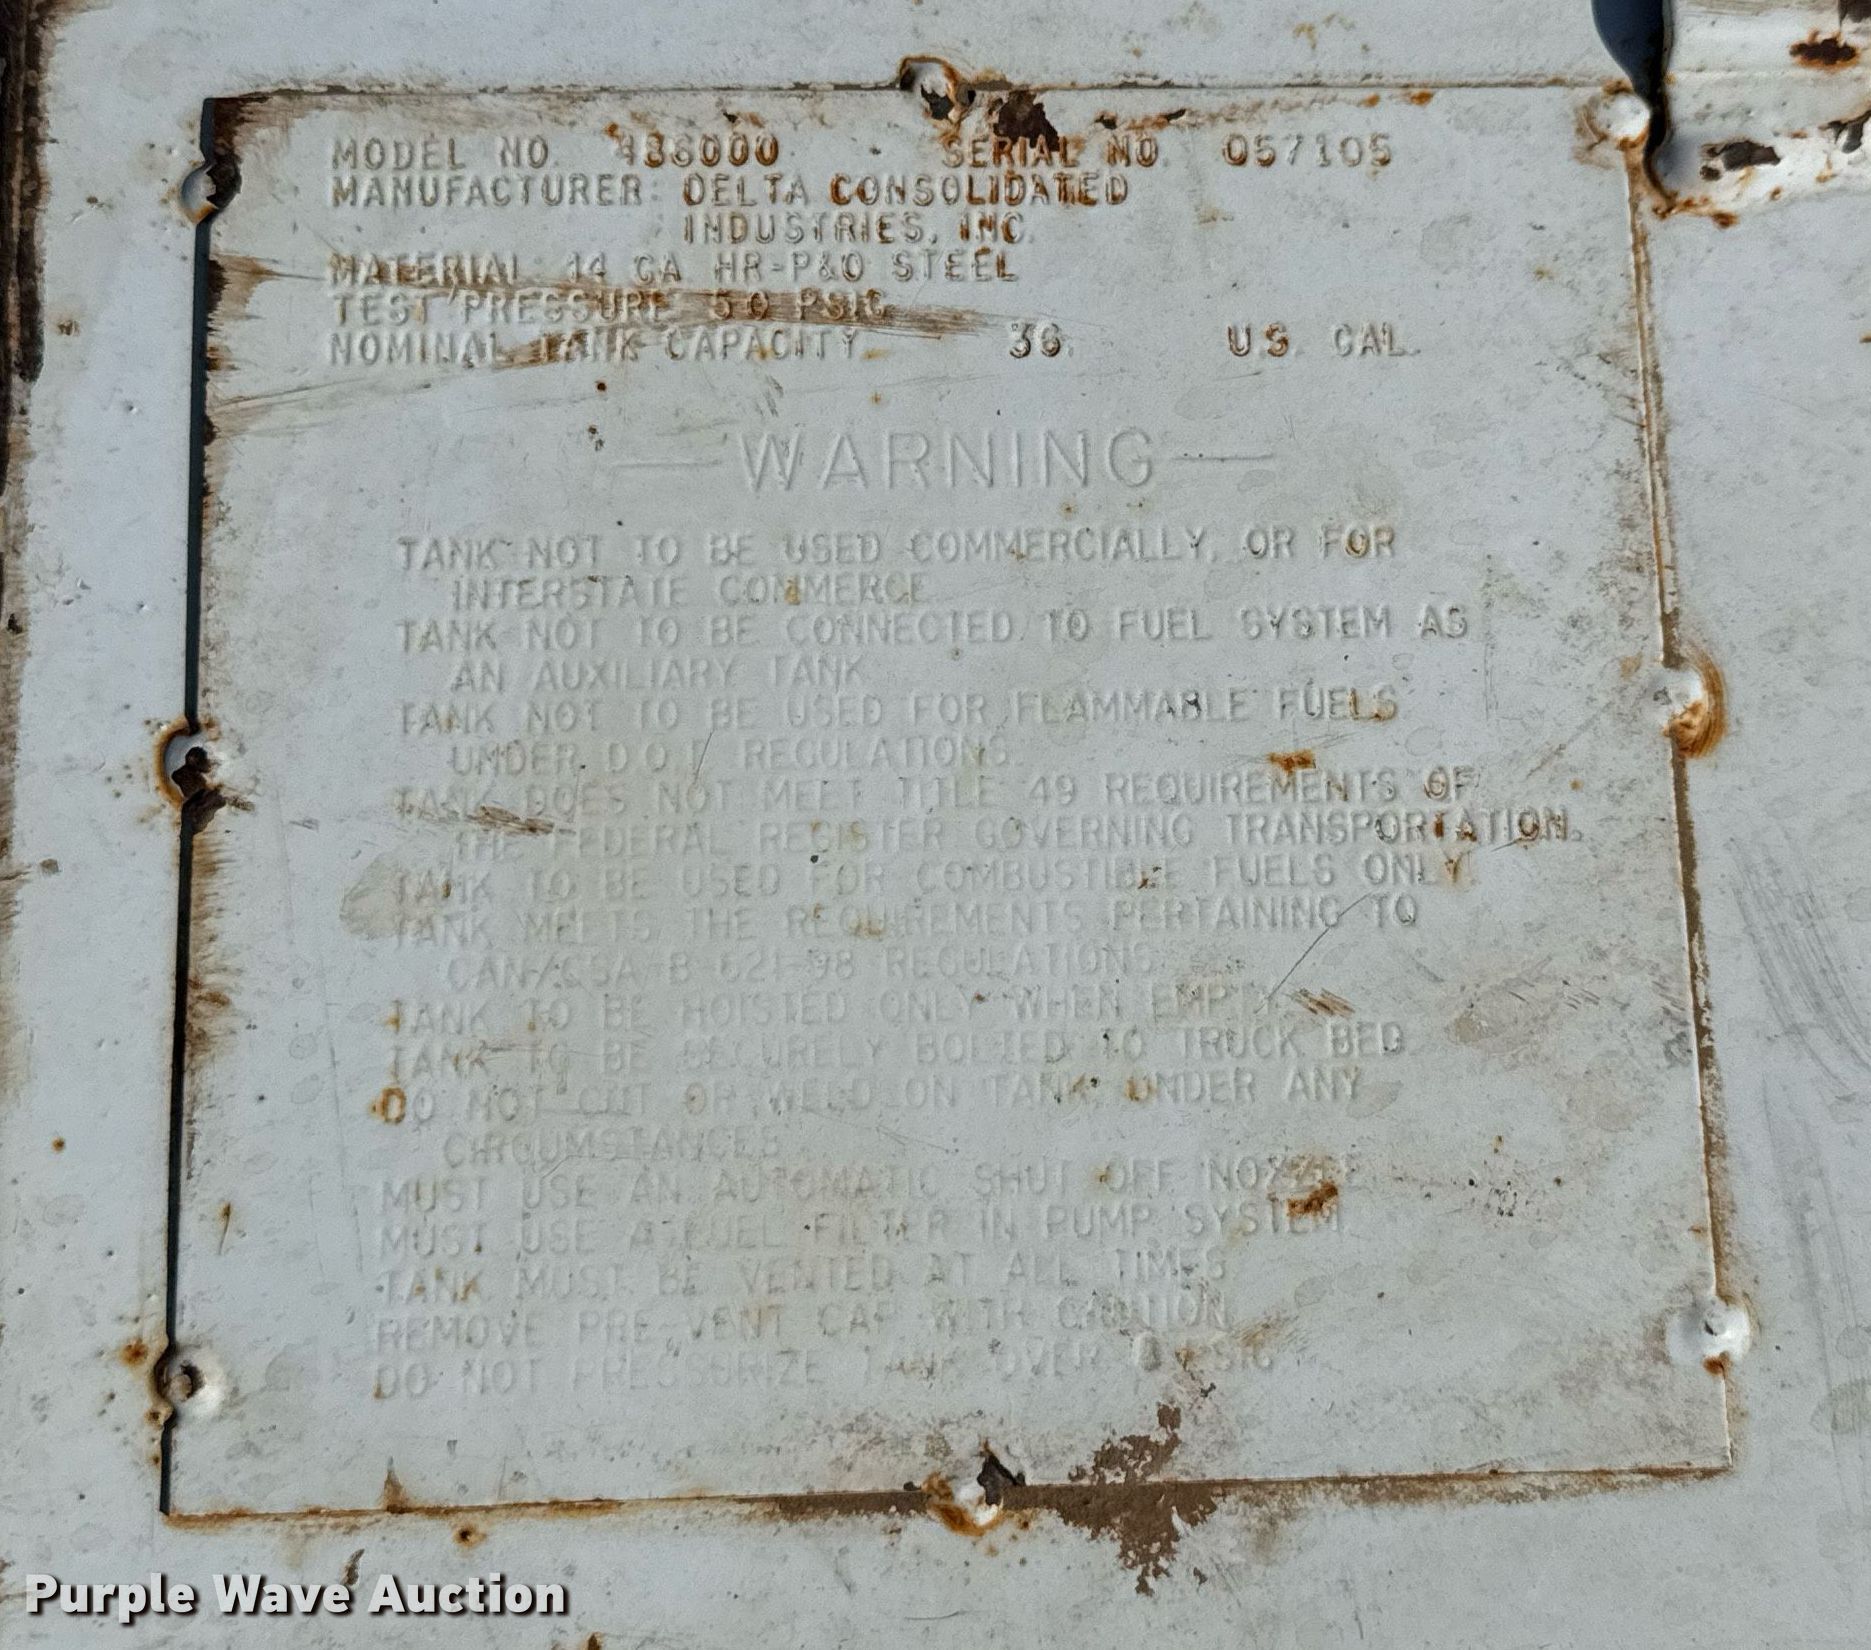 MODEL NO. 436000 SERIAL NO. 057105
MANUFACTURER: DELTA CONSOLIDATED
INDUSTRIES, INC.
MATERIAL 14 GA HR-P&O STEEL
TEST PRESSURE 5.0 PSIG
NOMINAL TANK CAPACITY 36. U.S. GAL.
—WARNING—
TANK NOT TO BE USED COMMERCIALLY, OR FOR
INTERSTATE COMMERCE
TANK NOT TO BE CONNECTED TO FUEL SYSTEM AS
AN AUXILIARY TANK
TANK NOT TO BE USED FOR FLAMMABLE FUELS
UNDER D.O.T. REGULATIONS.
TANK DOES NOT MEET TITLE 49 REQUIREMENTS OF
THE FEDERAL REGISTER GOVERNING TRANSPORTATION.
TANK TO BE USED FOR COMBUSTIBLE FUELS ONLY.
TANK MEETS THE REQUIREMENTS PERTAINING TO
CAN/CSA-B-621-98 REGULATIONS.
TANK TO BE HOISTED ONLY WHEN EMPTY.
TANK TO BE SECURELY BOLTED TO TRUCK BED
DO NOT CUT OR WELD ON TANK UNDER ANY
CIRCUMSTANCES
MUST USE AN AUTOMATIC SHUT OFF NOZZLE
MUST USE A FUEL FILTER IN PUMP SYSTEM
TANK MUST BE VENTED AT ALL TIMES
REMOVE PRE-VENT CAP WITH CAUTION
DO NOT PRESSURIZE TANK OVER PSIG
Purple Wave Auction